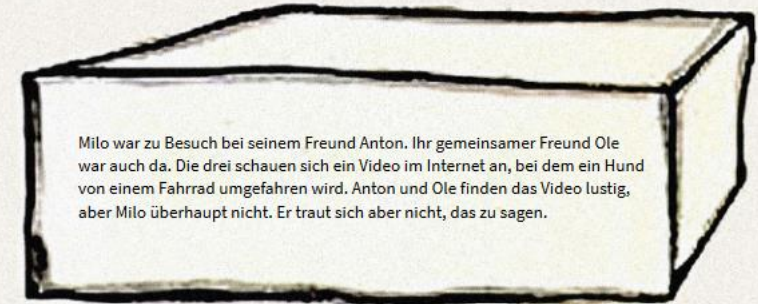 Milo war zu Besuch bei seinem Freund Anton. Ihr gemeinsamer Freund Ole
war auch da. Die drei schauen sich ein Video im Internet an, bei dem ein Hund
von einem Fahrrad umgefahren wird. Anton und Ole finden das Video lustig,
aber Milo überhaupt nicht. Er traut sich aber nicht, das zu sagen.